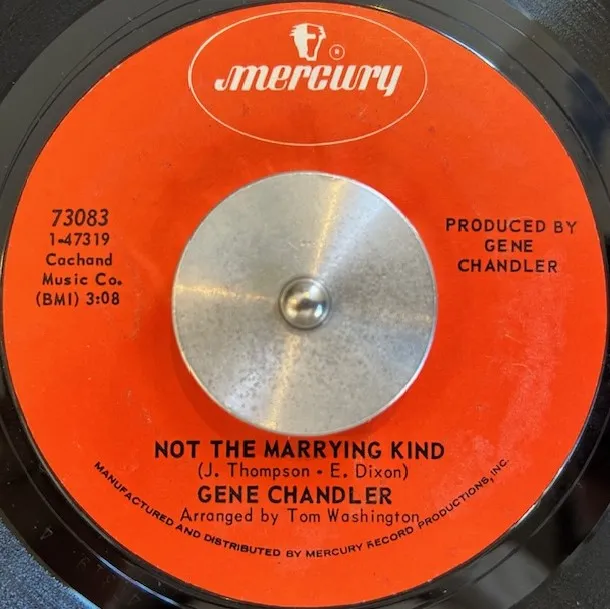 mercury
®
73083
1-47319
Cachand
Music Co.
(BMI) 3:08
PRODUCED BY
GENE
CHANDLER
NOT THE MARRYING KIND
(J. Thompson - E. Dixon)
GENE CHANDLER
Arranged by Tom Washington
MANUFACTURED AND DISTRIBUTED BY MERCURY RECORD PRODUCTIONS, INC.